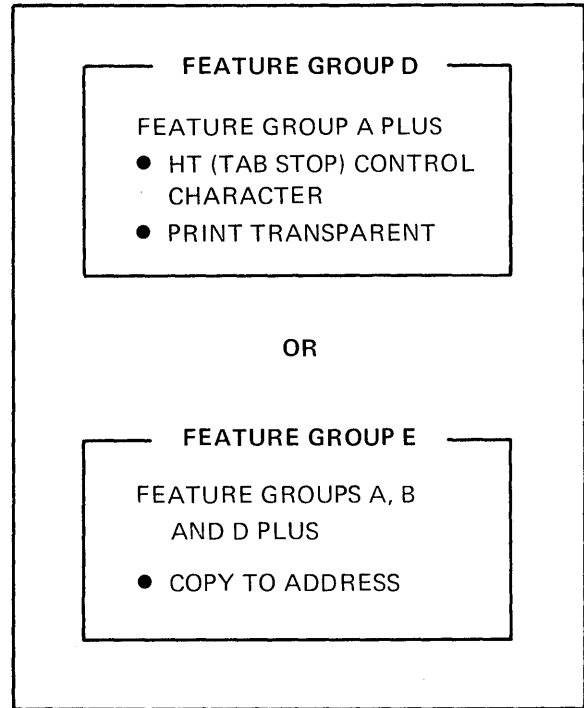 FEATURE GROUP D
FEATURE GROUP A PLUS
● HT (TAB STOP) CONTROL
CHARACTER
● PRINT TRANSPARENT
OR
FEATURE GROUP E
FEATURE GROUPS A, B
AND D PLUS
● COPY TO ADDRESS